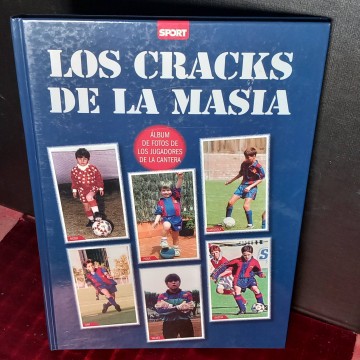 SPORT
LOS CRACKS
DE LA MASIA
ÁLBUM
DE FOTOS DE
LOS JUGADORES
DE LA CANTERA